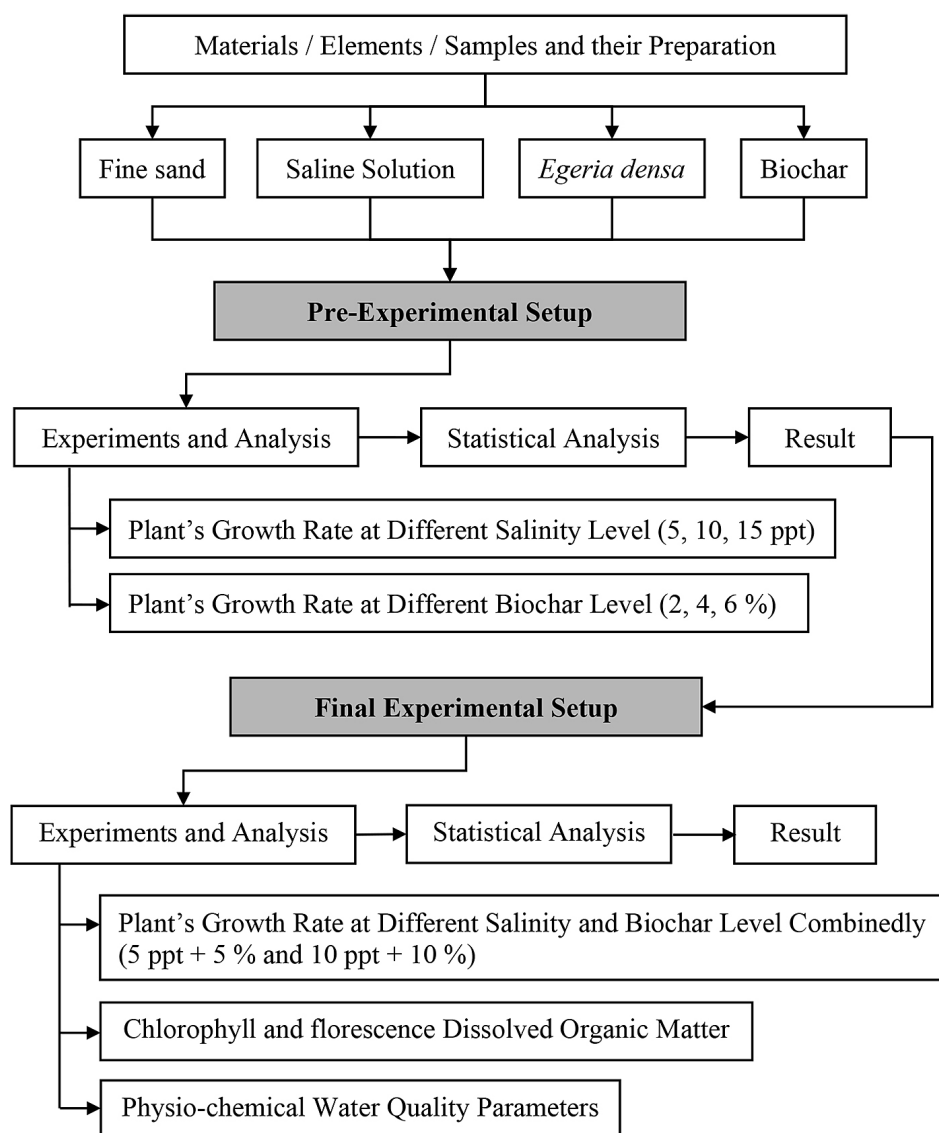 Materials / Elements / Samples and their Preparation
Fine sand
Saline Solution
Egeria densa
Biochar
Pre-Experimental Setup
Experiments and Analysis
Statistical Analysis
Result
Plant’s Growth Rate at Different Salinity Level (5, 10, 15 ppt)
Plant’s Growth Rate at Different Biochar Level (2, 4, 6 %)
Final Experimental Setup
Experiments and Analysis
Statistical Analysis
Result
Plant’s Growth Rate at Different Salinity and Biochar Level Combinedly
(5 ppt + 5 % and 10 ppt + 10 %)
Chlorophyll and florescence Dissolved Organic Matter
Physio-chemical Water Quality Parameters